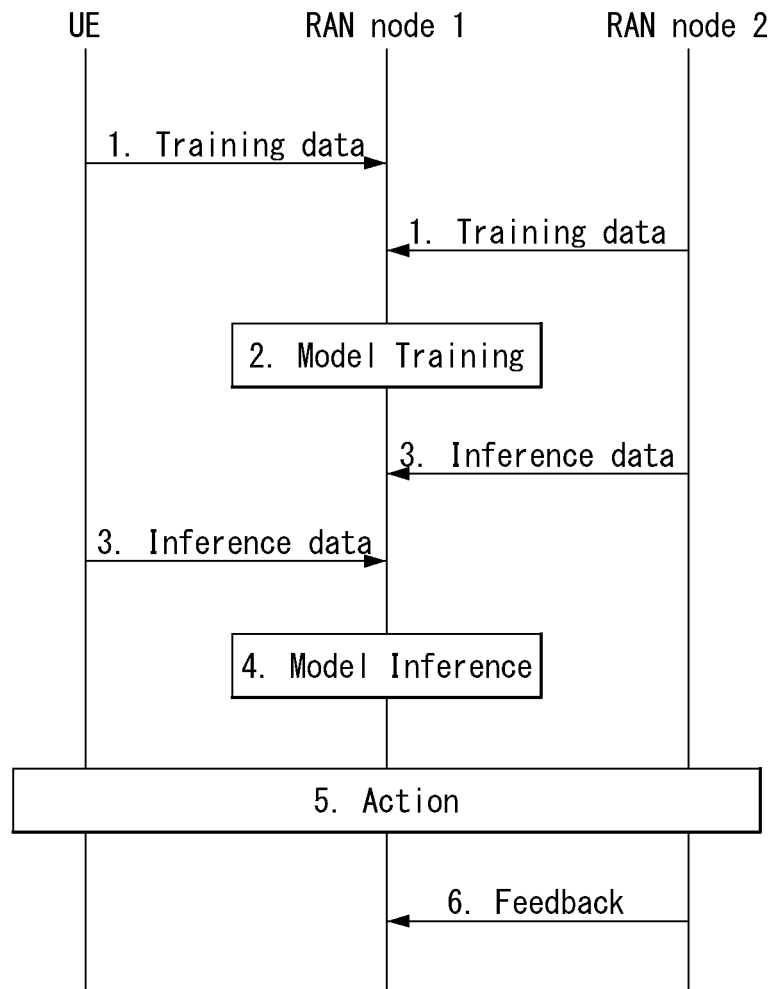 UE RAN node 1 RAN node 2
1. Training data
1. Training data
2. Model Training
3. Inference data
3. Inference data
4. Model Inference
5. Action
6. Feedback